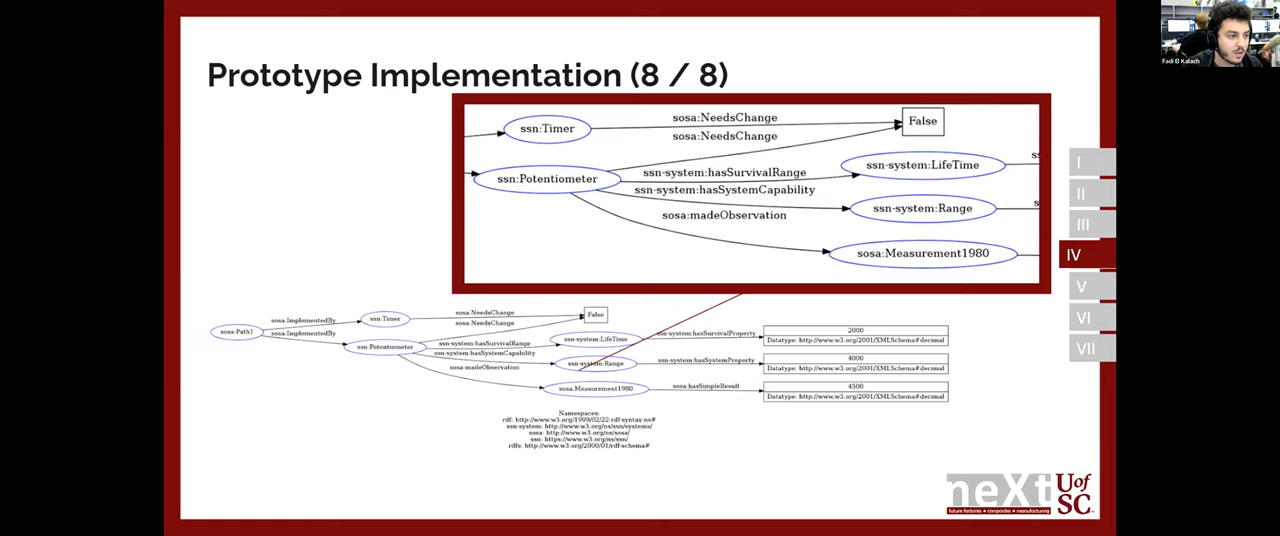 Fadi El Kalach
Prototype Implementation (8 / 8)
ssn:Timer
sosa:NeedsChange
False
sosa:NeedsChange
ssn:Potentiometer
ssn-system:hasSurvivalRange
ssn-system:LifeTime
ssn-system:hasSystemCapability
ssn-system:Range
sosa:madeObservation
sosa:Measurement1980
I
II
III
IV
V
VI
VII
sosa:Path1
sosa:ImplementedBy
sosa:ImplementedBy
ssn:Timer
sosa:NeedsChange
False
sosa:NeedsChange
ssn:Potentiometer
ssn-system:hasSurvivalRange
ssn-system:LifeTime
ssn-system:hasSurvivalProperty
2000
Datatype: http://www.w3.org/2001/XMLSchema#decimal
ssn-system:hasSystemCapability
ssn-system:Range
ssn-system:hasSystemProperty
4000
Datatype: http://www.w3.org/2001/XMLSchema#decimal
sosa:madeObservation
sosa:Measurement1980
sosa:hasSimpleResult
4500
Datatype: http://www.w3.org/2001/XMLSchema#decimal
Namespaces:
rdf: http://www.w3.org/1999/02/22-rdf-syntax-ns#
ssn-system: http://www.w3.org/ns/ssn/systems/
sosa: http://www.w3.org/ns/sosa/
ssn: https://www.w3.org/ns/ssn/
rdfs: http://www.w3.org/2000/01/rdf-schema#
neXt
future factories • composites • manufacturing
U of
SC